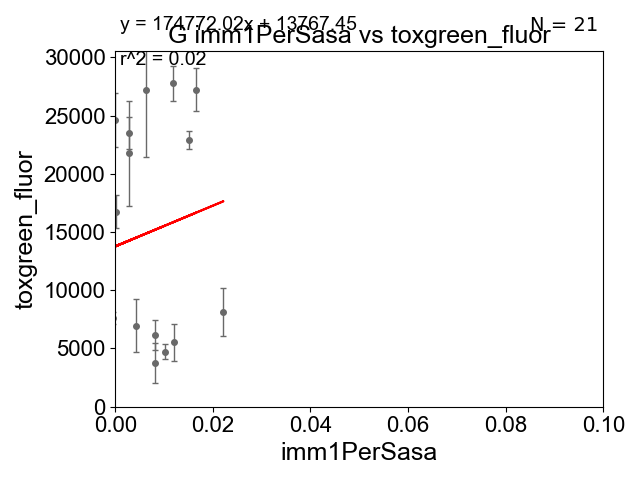 y = 174772.02x + 13767.45
N = 21
G imm1PerSasa vs toxgreen_fluor
r^2 = 0.02
30000
25000
20000
15000
10000
5000
0
toxgreen_fluor
0.00 0.02 0.04 0.06 0.08 0.10
imm1PerSasa